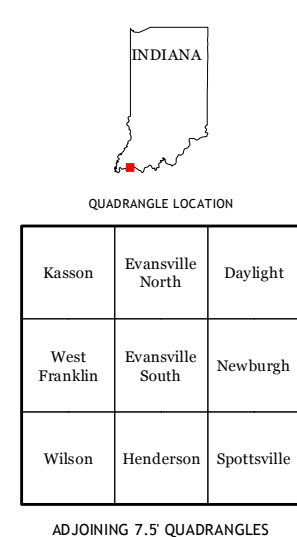 INDIANA
QUADRANGLE LOCATION
Kasson
Evansville
North
Daylight
West
Franklin
Evansville
South
Newburgh
Wilson
Henderson
Spottsville
ADJOINING 7.5' QUADRANGLES